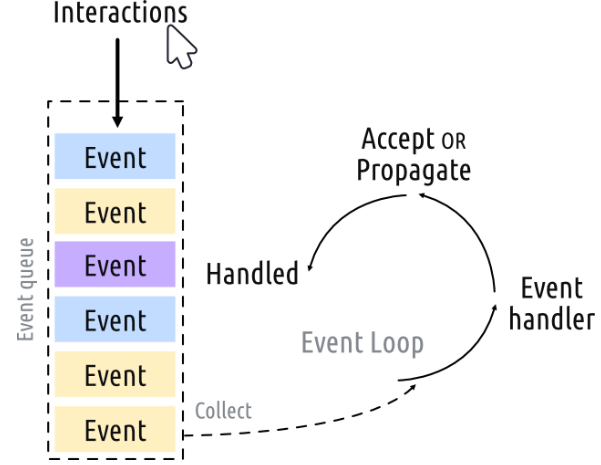 Interactions
Event
Event
Event
Event
Event
Event
Event queue
Collect
Event Loop
Event
handler
Accept OR
Propagate
Handled